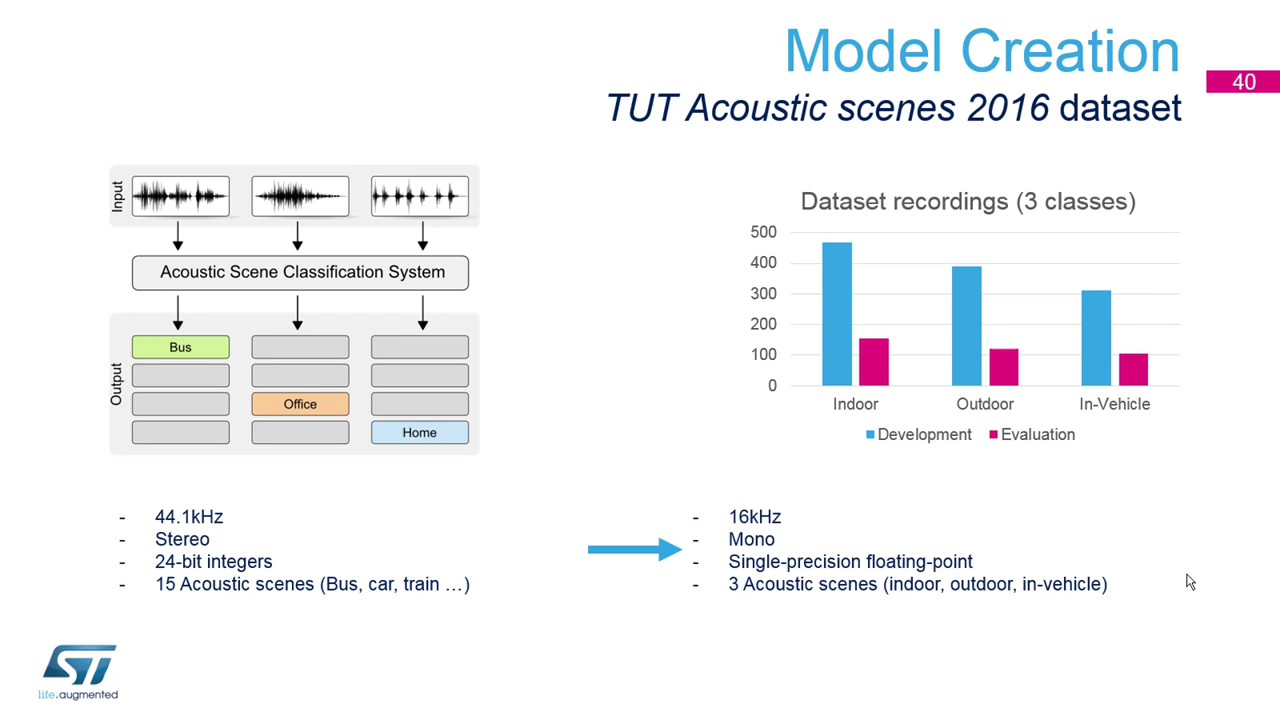 Model Creation
TUT Acoustic scenes 2016 dataset
40
Input
Acoustic Scene Classification System
Output
Bus
Office
Home
Dataset recordings (3 classes)
500
400
300
200
100
0
Indoor
Outdoor
In-Vehicle
Development
Evaluation
- 44.1kHz
- Stereo
- 24-bit integers
- 15 Acoustic scenes (Bus, car, train …)
- 16kHz
- Mono
- Single-precision floating-point
- 3 Acoustic scenes (indoor, outdoor, in-vehicle)
ST
life.augmented